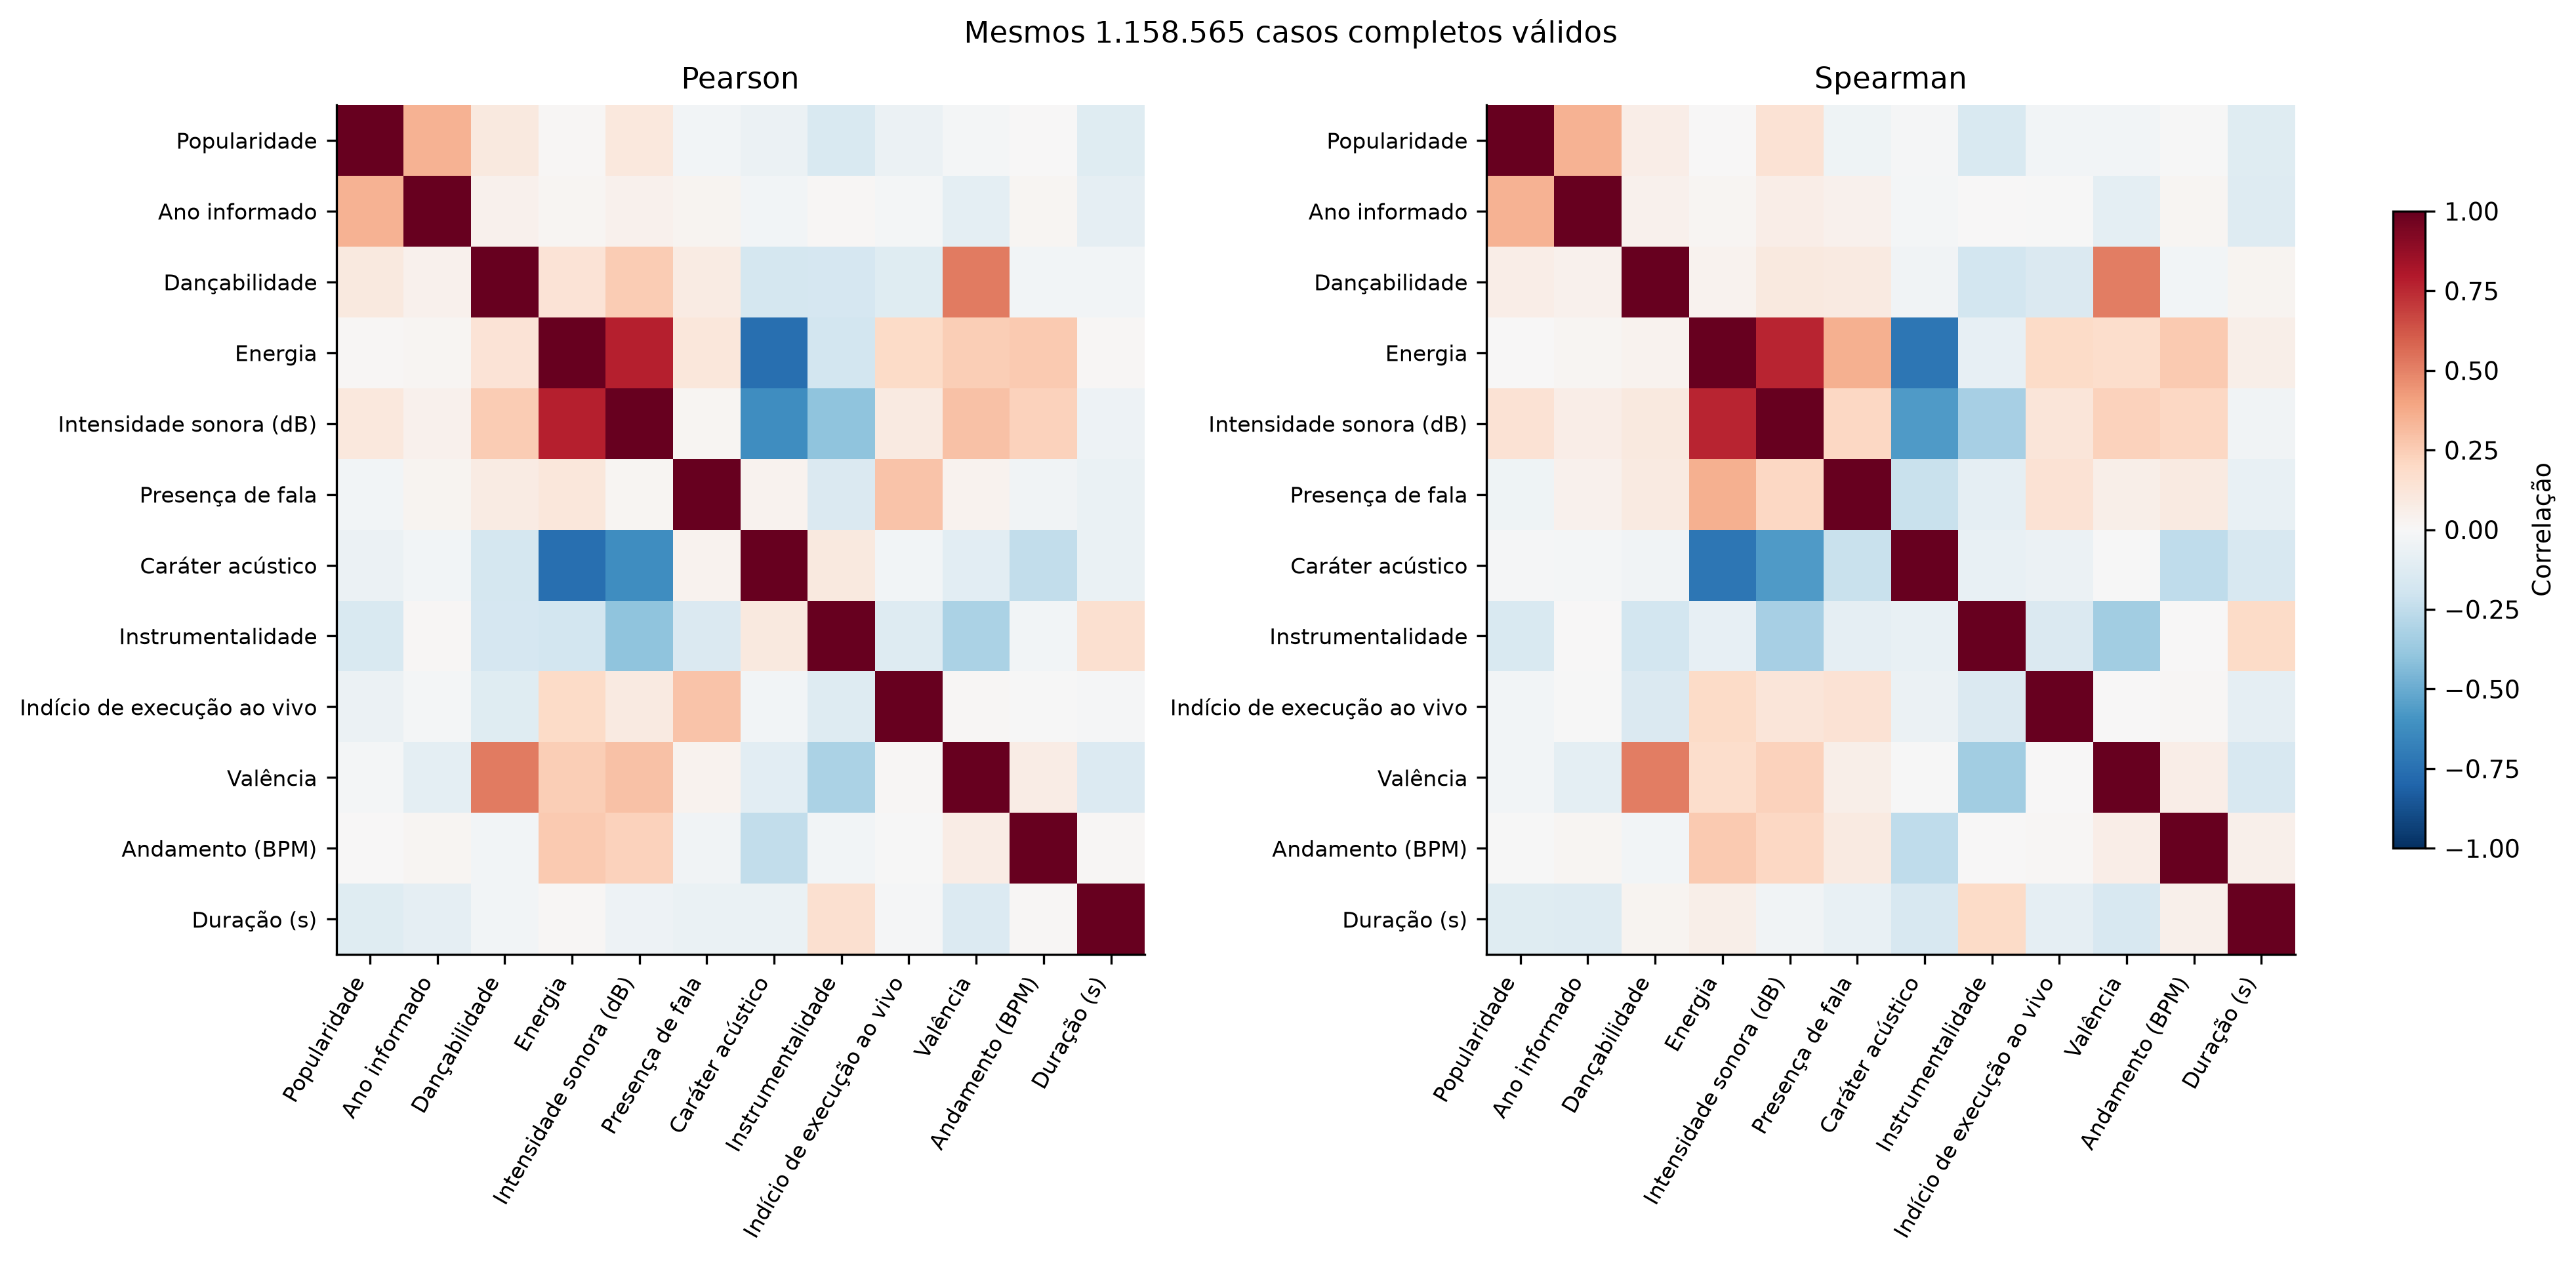 Mesmos 1.158.565 casos completos válidos
Pearson
Popularidade
Ano informado
Dançabilidade
Energia
Intensidade sonora (dB)
Presença de fala
Caráter acústico
Instrumentalidade
Indício de execução ao vivo
Valência
Andamento (BPM)
Duração (s)
Popularidade
Ano informado
Dançabilidade
Energia
Intensidade sonora (dB)
Presença de fala
Caráter acústico
Instrumentalidade
Indício de execução ao vivo
Valência
Andamento (BPM)
Duração (s)
Spearman
Popularidade
Ano informado
Dançabilidade
Energia
Intensidade sonora (dB)
Presença de fala
Caráter acústico
Instrumentalidade
Indício de execução ao vivo
Valência
Andamento (BPM)
Duração (s)
Popularidade
Ano informado
Dançabilidade
Energia
Intensidade sonora (dB)
Presença de fala
Caráter acústico
Instrumentalidade
Indício de execução ao vivo
Valência
Andamento (BPM)
Duração (s)
1.00
0.75
0.50
0.25
0.00
−0.25
−0.50
−0.75
−1.00
Correlação